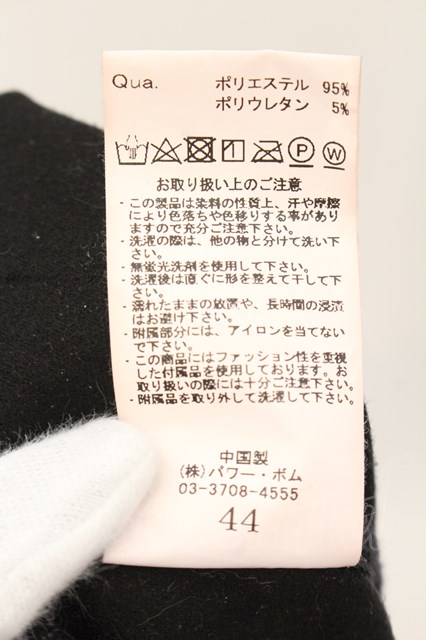 Qua.
ポリエステル 95%
ポリウレタン 5%
P W
お取り扱い上のご注意
・この製品は染料の性質上、汗や摩擦
により色落ちや色移りする事があり
ますので充分ご注意下さい。
・洗濯の際は、他の物と分けて洗い下
さい。
・無蛍光洗剤を使用して下さい。
・洗濯後は直ぐに形を整えて干して下
さい。
・濡れたままの放置や、長時間の浸漬
はお避け下さい。
・附属部分には、アイロンを当てない
で下さい。
・この商品にはファッション性を重視
した付属品を使用しております。お
取り扱いの際には十分ご注意下さい。
・附属品を取り外して洗濯して下さい。
中国製
(株)パワー・ボム
03-3708-4555
44